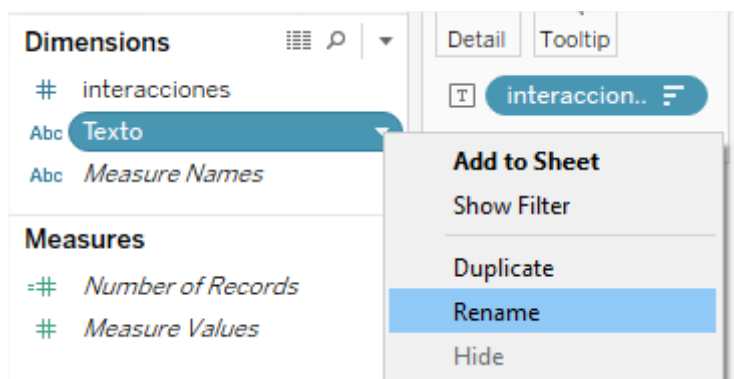 Dimensions
# interacciones
Abc Texto
Abc Measure Names
Measures
=# Number of Records
# Measure Values
Detail Tooltip
T interaccion..
Add to Sheet
Show Filter
Duplicate
Rename
Hide